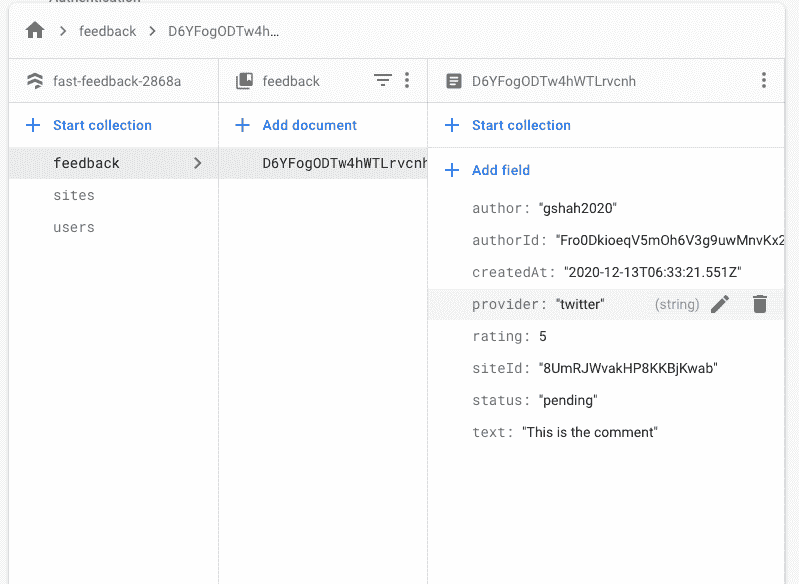 Authentication
feedback
D6YFogODTw4h…
fast-feedback-2868a
feedback
D6YFogODTw4hWTLrvcnh
Start collection
Add document
Start collection
feedback
D6YFogODTw4hWTLrvcnh
Add field
sites
users
author: "gshah2020"
authorId: "Fro0DkioeqV5mOh6V3g9uwMnvKx2
createdAt: "2020-12-13T06:33:21.551Z"
provider: "twitter" (string)
rating: 5
siteId: "8UmRJWvakHP8KKBjKwab"
status: "pending"
text: "This is the comment"